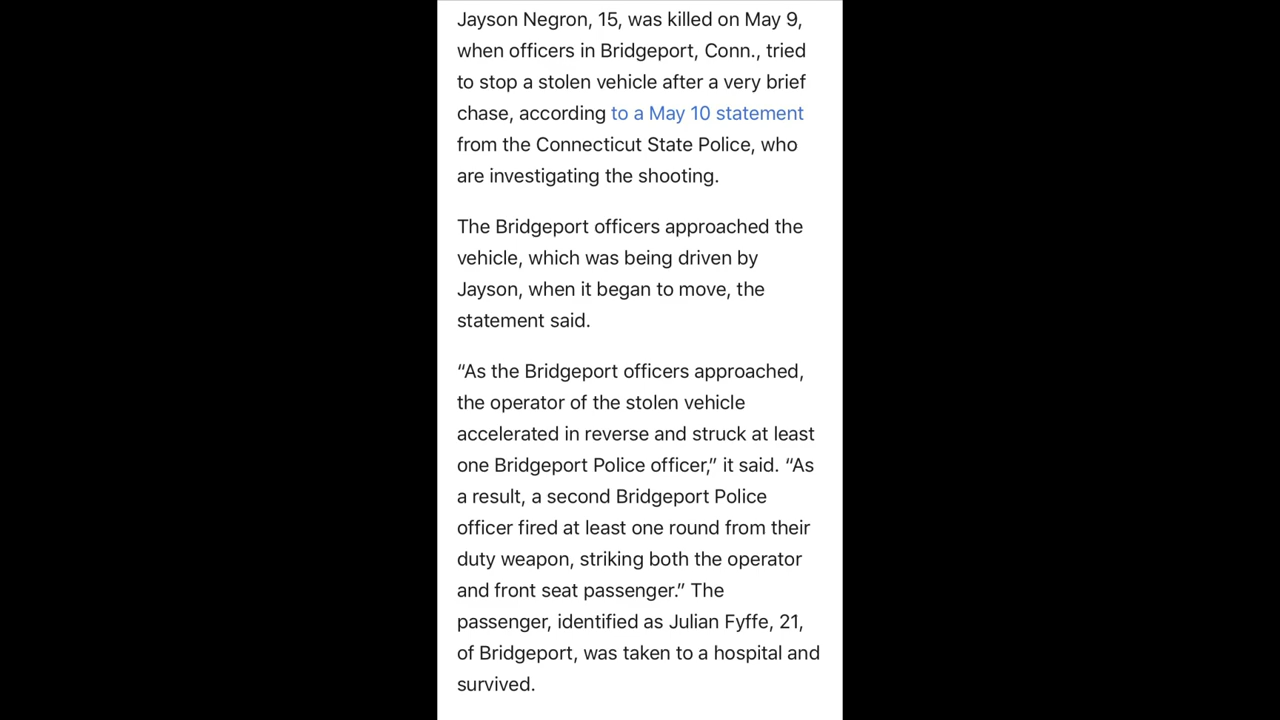 Jayson Negron, 15, was killed on May 9,
when officers in Bridgeport, Conn., tried
to stop a stolen vehicle after a very brief
chase, according to a May 10 statement
from the Connecticut State Police, who
are investigating the shooting.
The Bridgeport officers approached the
vehicle, which was being driven by
Jayson, when it began to move, the
statement said.
“As the Bridgeport officers approached,
the operator of the stolen vehicle
accelerated in reverse and struck at least
one Bridgeport Police officer,” it said. “As
a result, a second Bridgeport Police
officer fired at least one round from their
duty weapon, striking both the operator
and front seat passenger.” The
passenger, identified as Julian Fyffe, 21,
of Bridgeport, was taken to a hospital and
survived.